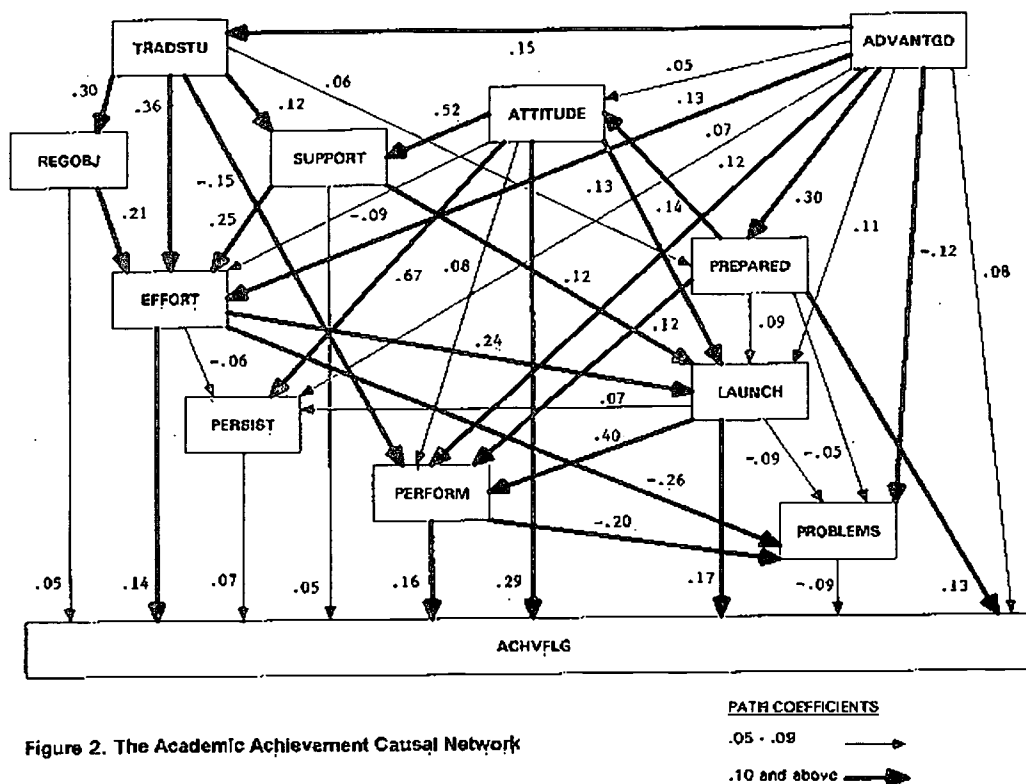 TRADSTU
ADVANTGD
.15
.30
.36
.12
.06
.52
ATTITUDE
.05
.13
.07
.12
REGOBJ
SUPPORT
-.15
-.09
.13
.14
.30
.11
-.12
.08
.21
.25
.67
.08
.12
PREPARED
EFFORT
.24
.12
.09
-.06
LAUNCH
PERSIST
.07
.40
-.09
-.05
PERFORM
-.26
-.20
PROBLEMS
.05
.14
.07
.05
.16
.29
.17
-.09
.13
ACHVFLG
PATH COEFFICIENTS
Figure 2. The Academic Achievement Causal Network
.05 - .09
.10 and above